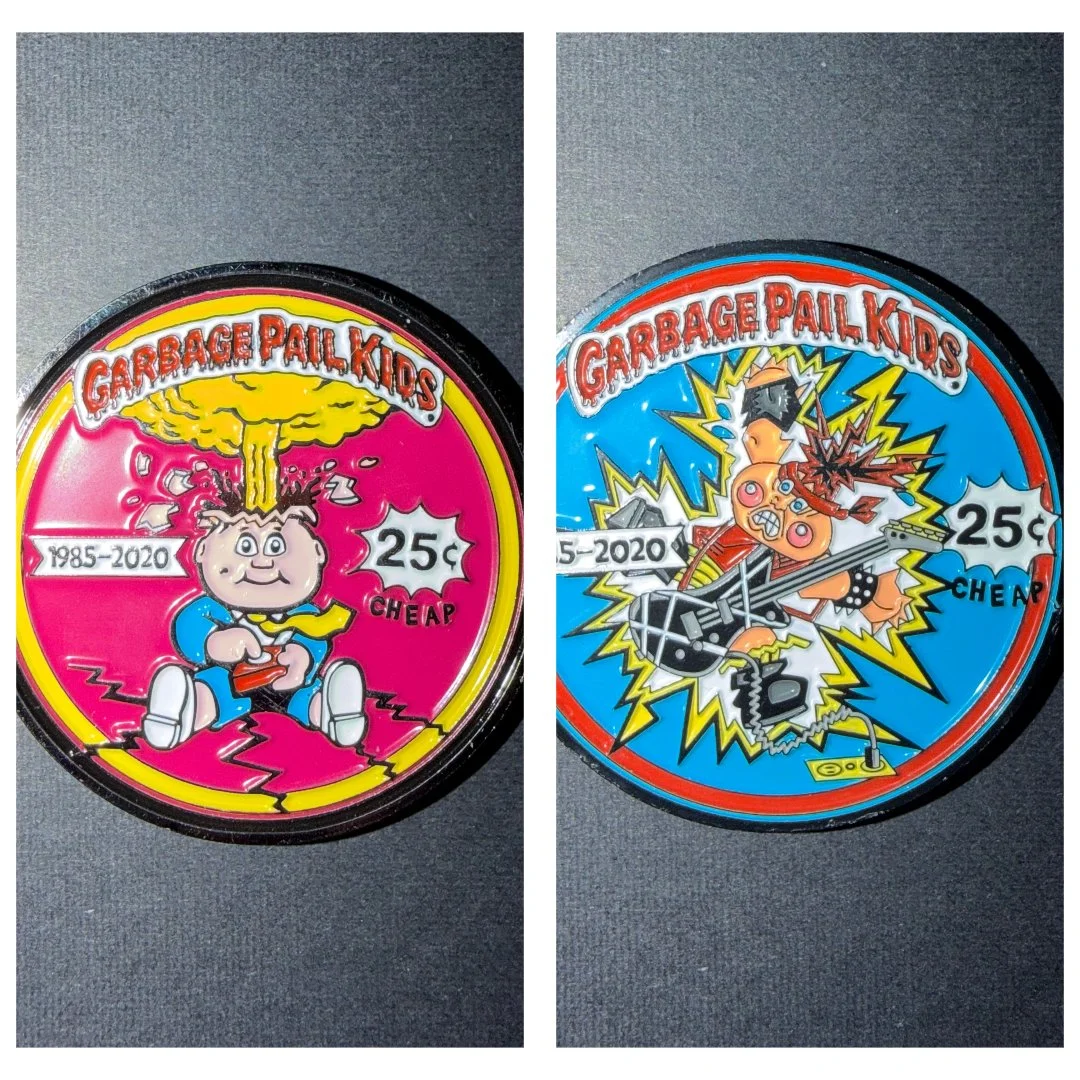 GARBAGE PAIL KIDS
1985-2020
25¢
CHEAP
GARBAGE PAIL KIDS
5-2020
25¢
CHEAP